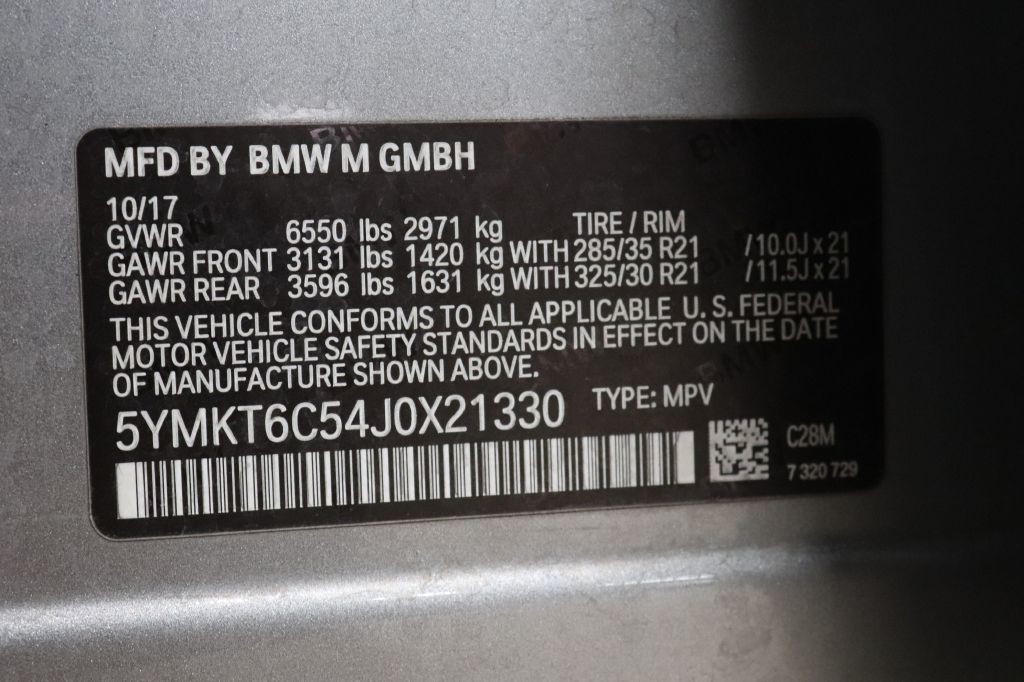 MFD BY BMW M GMBH
10/17 TIRE / RIM
GVWR 6550 lbs 2971 kg
GAWR FRONT 3131 lbs 1420 kg WITH 285/35 R21 /10.0J x 21
GAWR REAR 3596 lbs 1631 kg WITH 325/30 R21 /11.5J x 21
THIS VEHICLE CONFORMS TO ALL APPLICABLE U. S. FEDERAL
MOTOR VEHICLE SAFETY STANDARDS IN EFFECT ON THE DATE
OF MANUFACTURE SHOWN ABOVE.
5YMKT6C54J0X21330 TYPE: MPV
C28M
7 320 729